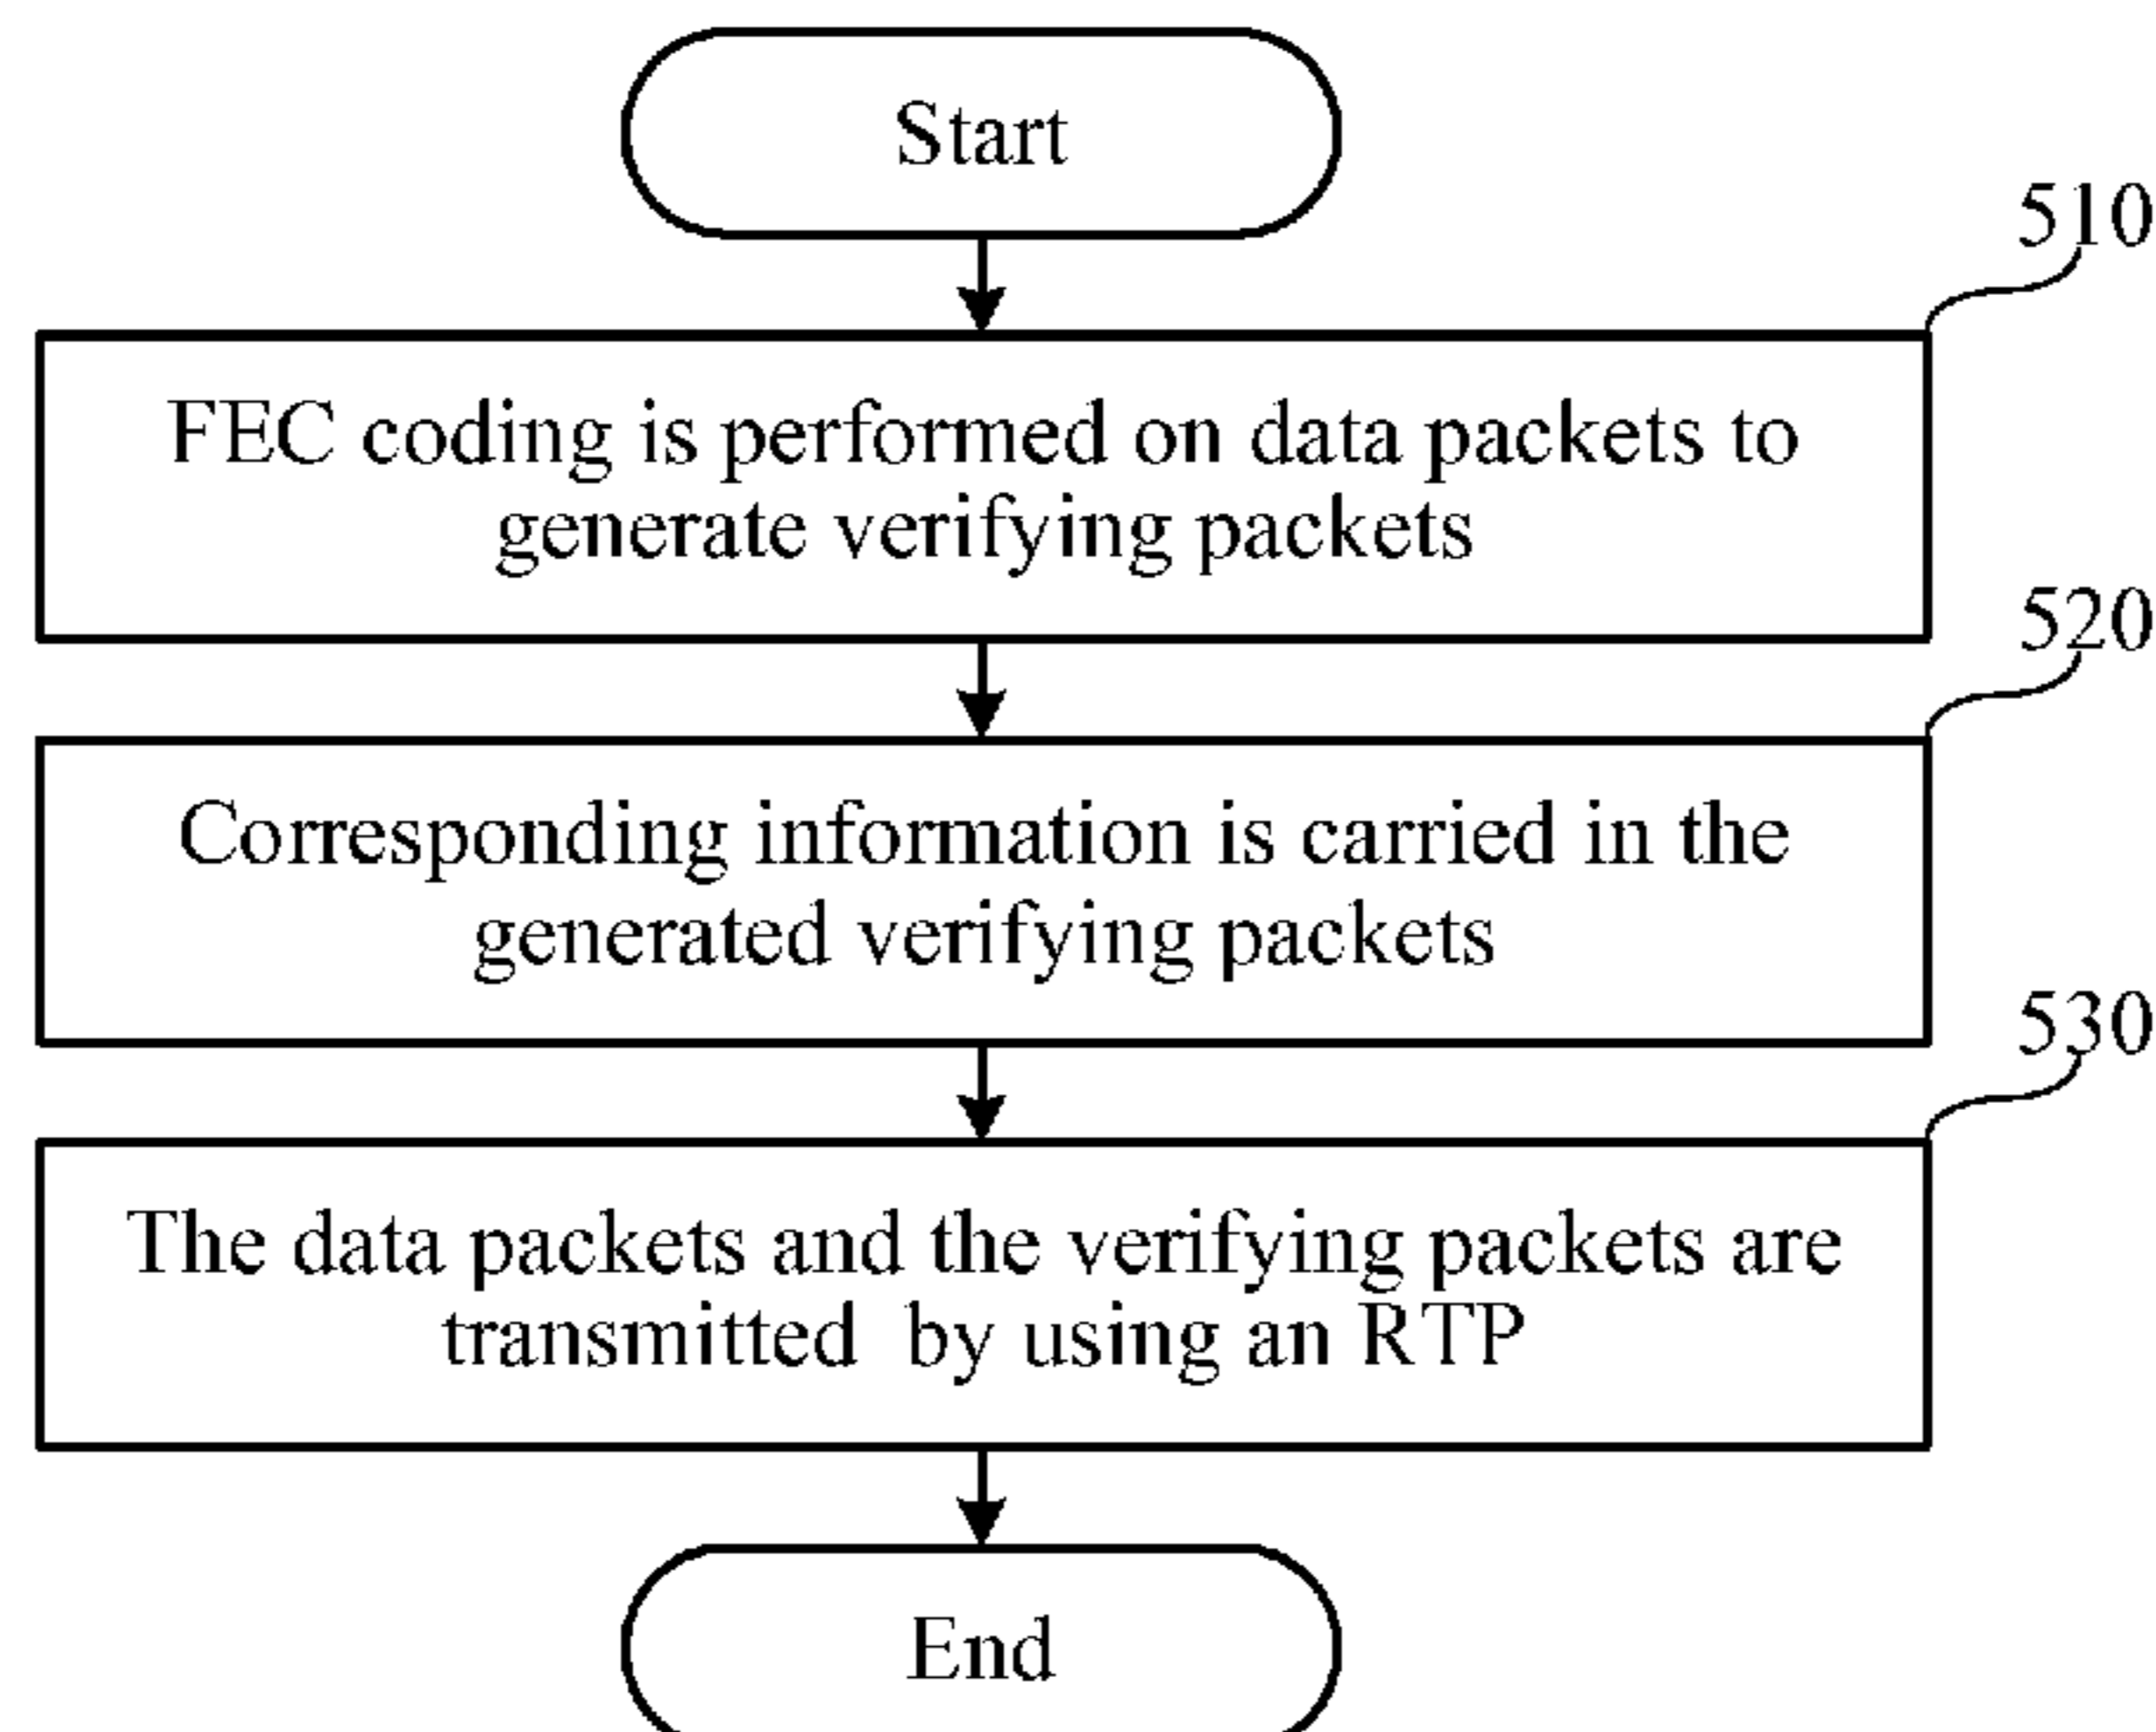 Start
510
FEC coding is performed on data packets to
generate verifying packets
520
Corresponding information is carried in the
generated verifying packets
530
The data packets and the verifying packets are
transmitted by using an RTP
End